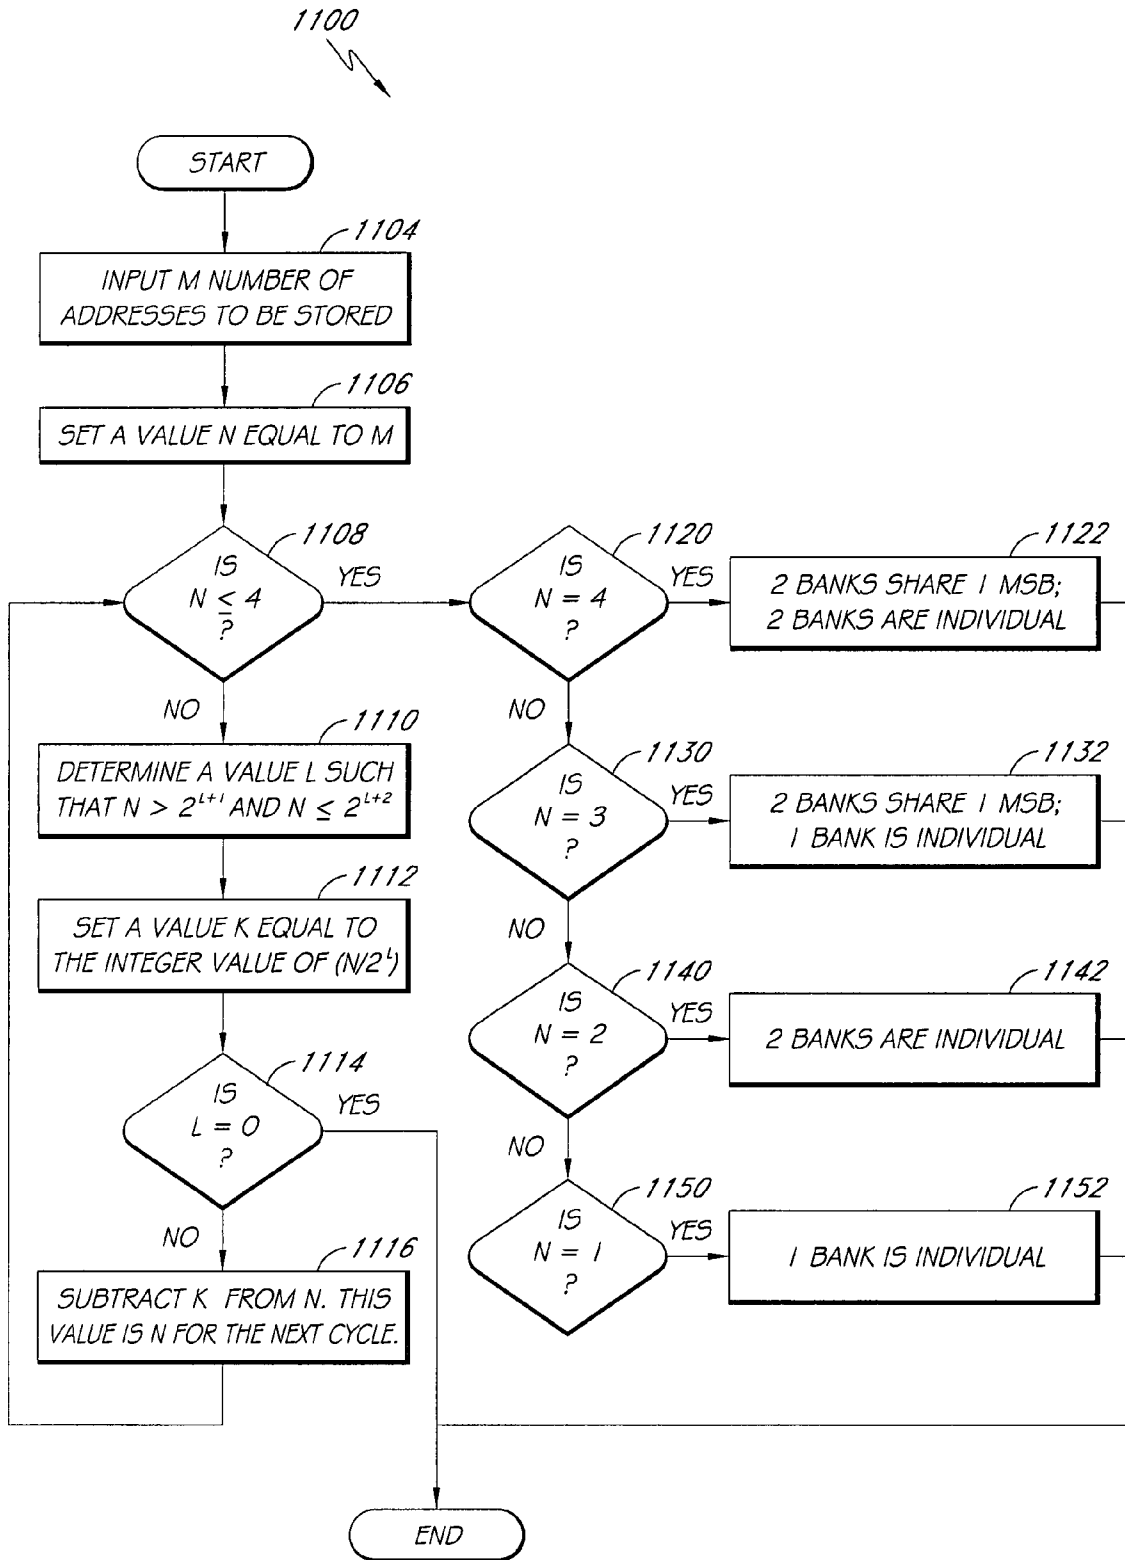 1100
START
1104
INPUT M NUMBER OF
ADDRESSES TO BE STORED
1106
SET A VALUE N EQUAL TO M
1108
IS
N ≤ 4
?
YES
NO
1110
DETERMINE A VALUE L SUCH
THAT N > 2^{L+1} AND N ≤ 2^{L+2}
1112
SET A VALUE K EQUAL TO
THE INTEGER VALUE OF (N/2^L)
1114
IS
L = 0
?
YES
NO
1116
SUBTRACT K FROM N. THIS
VALUE IS N FOR THE NEXT CYCLE.
1120
IS
N = 4
?
YES
NO
1122
2 BANKS SHARE 1 MSB;
2 BANKS ARE INDIVIDUAL
1130
IS
N = 3
?
YES
NO
1132
2 BANKS SHARE 1 MSB;
1 BANK IS INDIVIDUAL
1140
IS
N = 2
?
YES
NO
1142
2 BANKS ARE INDIVIDUAL
1150
IS
N = 1
?
YES
1152
1 BANK IS INDIVIDUAL
END